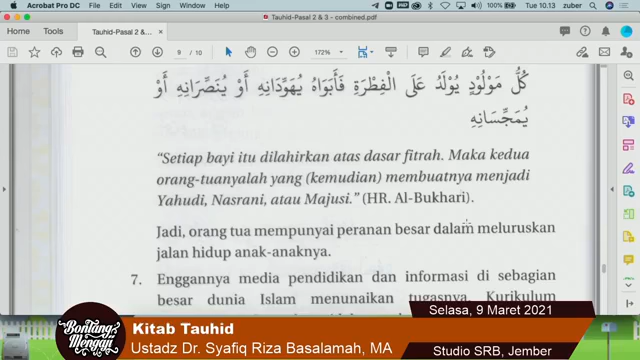 Acrobat Pro DC File Edit View Window Help
92% Tue 10.13 zuber
Tauhid-Pasal 2 & 3 - combined.pdf
Home Tools Tauhid-Pasal 2 &... Sign In
9 / 10 172%
كُلُّ مَوْلُوْدٍ يُوْلَدُ عَلَى الْفِطْرَةِ فَأَبَوَاهُ يُهَوِّدَانِهِ أَوْ يُنَصِّرَانِهِ أَوْ
يُمَجِّسَانِهِ
“Setiap bayi itu dilahirkan atas dasar fitrah. Maka kedua
orang-tuanyalah yang (kemudian) membuatnya menjadi
Yahudi, Nasrani, atau Majusi.” (HR. Al-Bukhari).
Jadi, orang tua mempunyai peranan besar dalam meluruskan
jalan hidup anak-anaknya.
7. Enggannya media pendidikan dan informasi di sebagian
besar dunia Islam menunaikan tugasnya. Kurikulum
Selasa, 9 Maret 2021
Bontang
Mengaji
Kitab Tauhid
Ustadz Dr. Syafiq Riza Basalamah, MA
Studio SRB, Jember